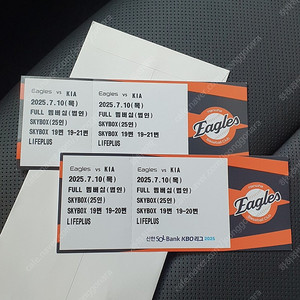 Eagles vs KIA
2025.7.10(목)
FULL 멤버십(법인)
SKYBOX(25인)
SKYBOX 19번 19-21번
LIFEPLUS
Eagles vs KIA
2025.7.10(목)
FULL 멤버십(법인)
SKYBOX(25인)
SKYBOX 19번 19-21번
LIFEPLUS
Eagles
Eagles vs KIA
2025.7.10(목)
FULL 멤버십(법인)
SKYBOX(25인)
SKYBOX 19번 19-20번
LIFEPLUS
Eagles vs KIA
2025.7.10(목)
FULL 멤버십(법인)
SKYBOX(25인)
SKYBOX 19번 19-20번
LIFEPLUS
신한 SOL Bank KBO 리그 2025
Eagles